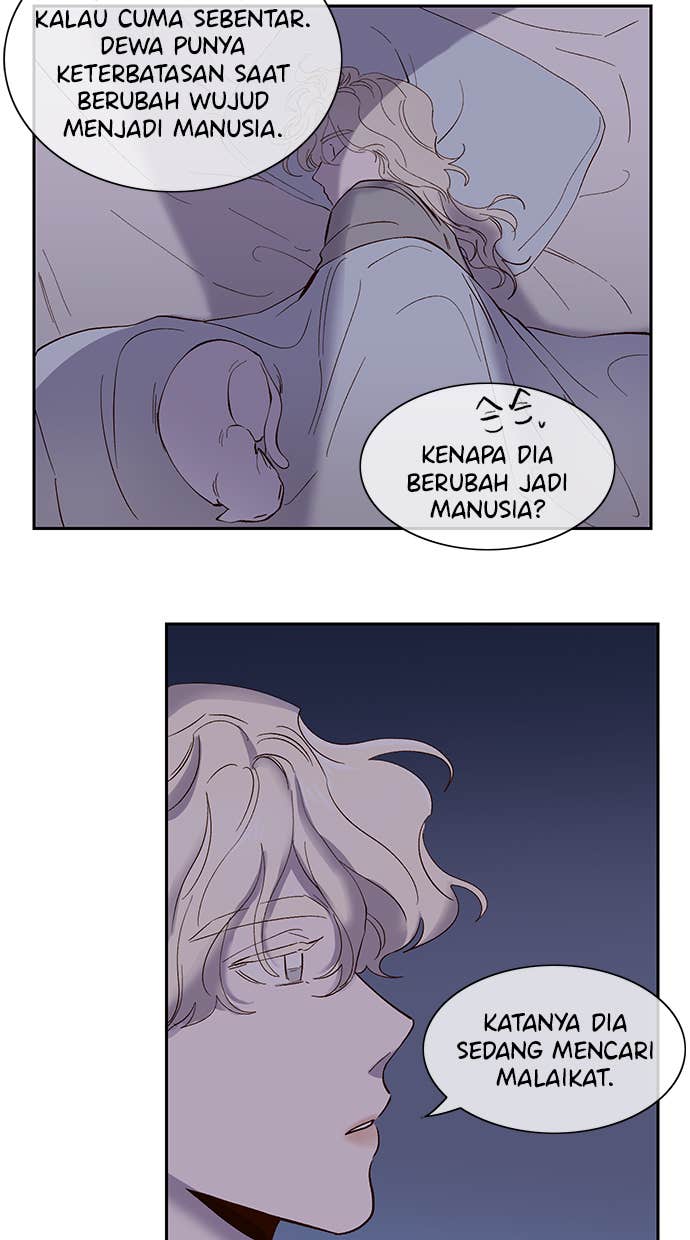 KALAU CUMA SEBENTAR.
DEWA PUNYA
KETERBATASAN SAAT
BERUBAH WUJUD
MENJADI MANUSIA.
KENAPA DIA
BERUBAH JADI
MANUSIA?
KATANYA DIA
SEDANG MENCARI
MALAIKAT.